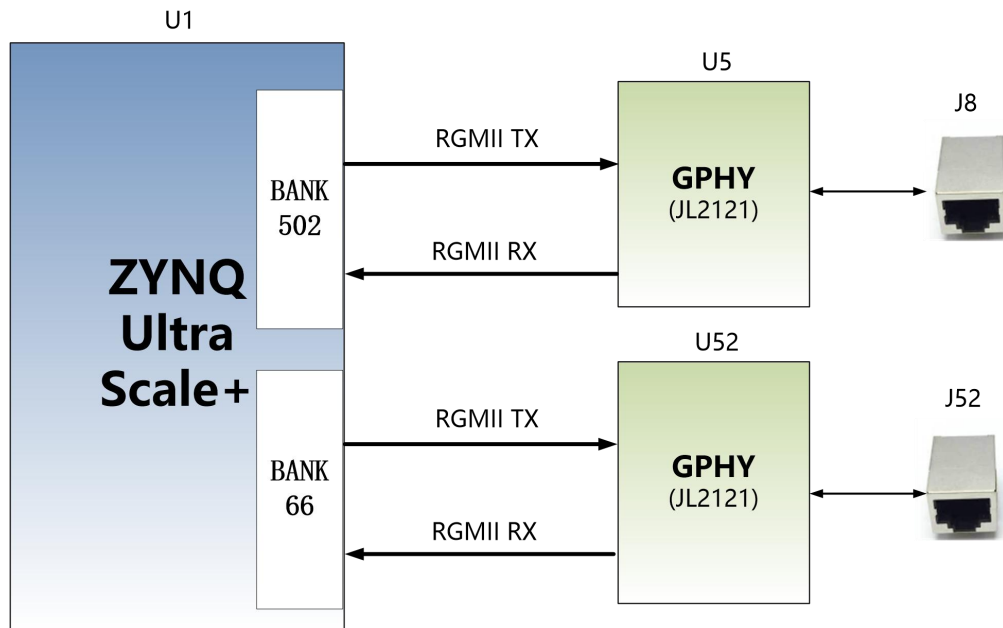 U1
ZYNQ
Ultra
Scale+
BANK
502
RGMII TX
RGMII RX
U5
GPHY
(JL2121)
J8
BANK
66
RGMII TX
RGMII RX
U52
GPHY
(JL2121)
J52